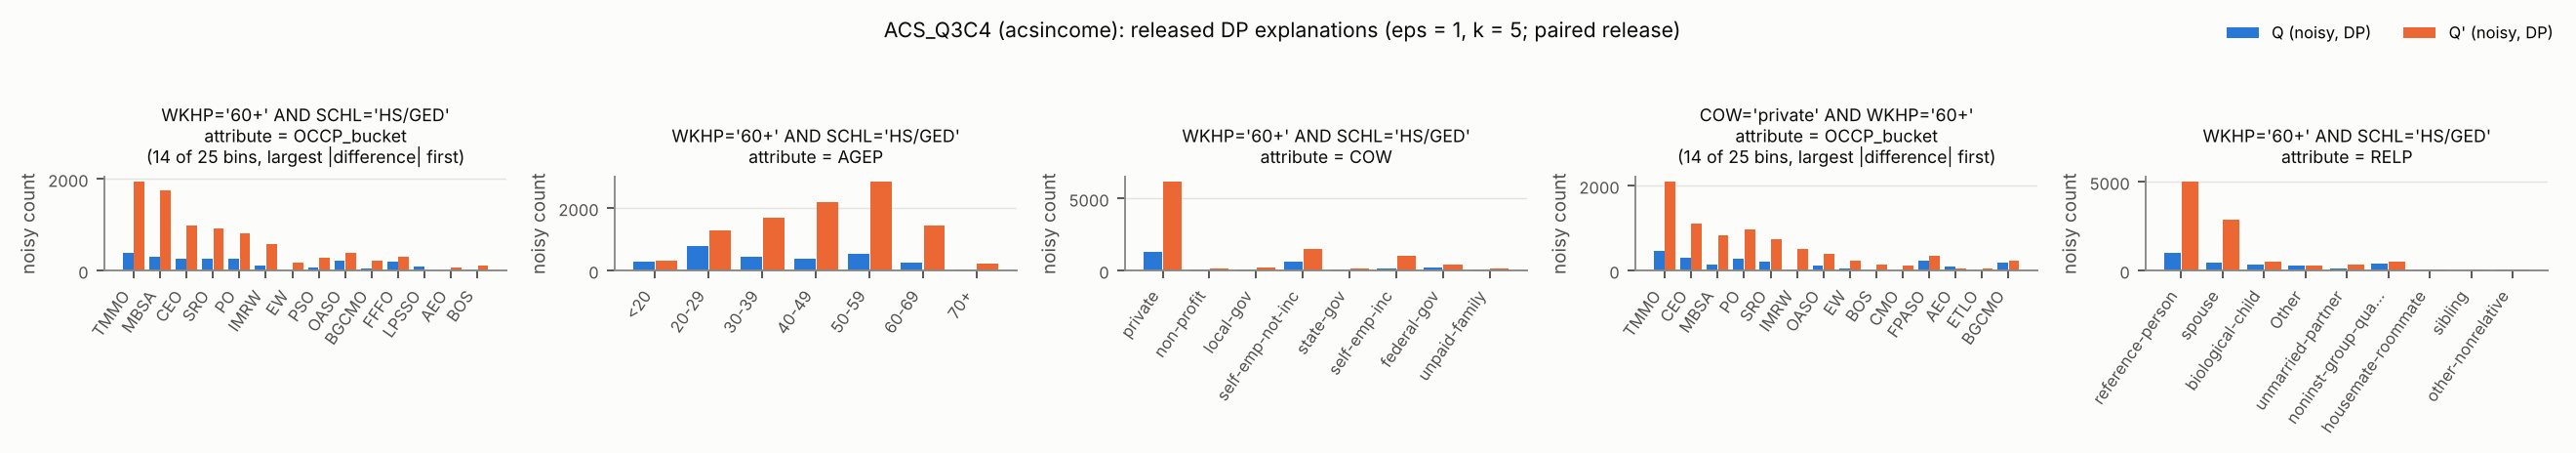 ACS_Q3C4 (acsincome): released DP explanations (eps = 1, k = 5; paired release)
Q (noisy, DP)
Q' (noisy, DP)
WKHP='60+' AND SCHL='HS/GED'
attribute = OCCP_bucket
(14 of 25 bins, largest |difference| first)
noisy count
2000
0
TMMO
MBSA
CEO
SRO
PO
IMRW
EW
PSO
OASO
BGCMO
FFFO
LPSSO
AEO
BOS
WKHP='60+' AND SCHL='HS/GED'
attribute = AGEP
noisy count
2000
0
<20
20-29
30-39
40-49
50-59
60-69
70+
WKHP='60+' AND SCHL='HS/GED'
attribute = COW
noisy count
5000
0
private
non-profit
local-gov
self-emp-not-inc
state-gov
self-emp-inc
federal-gov
unpaid-family
COW='private' AND WKHP='60+'
attribute = OCCP_bucket
(14 of 25 bins, largest |difference| first)
noisy count
2000
0
TMMO
CEO
MBSA
PO
SRO
IMRW
OASO
EW
BOS
CMO
FPASO
AEO
ETLO
BGCMO
WKHP='60+' AND SCHL='HS/GED'
attribute = RELP
noisy count
5000
0
reference-person
spouse
biological-child
Other
unmarried-partner
noninst-group-qua...
housemate-roommate
sibling
other-nonrelative